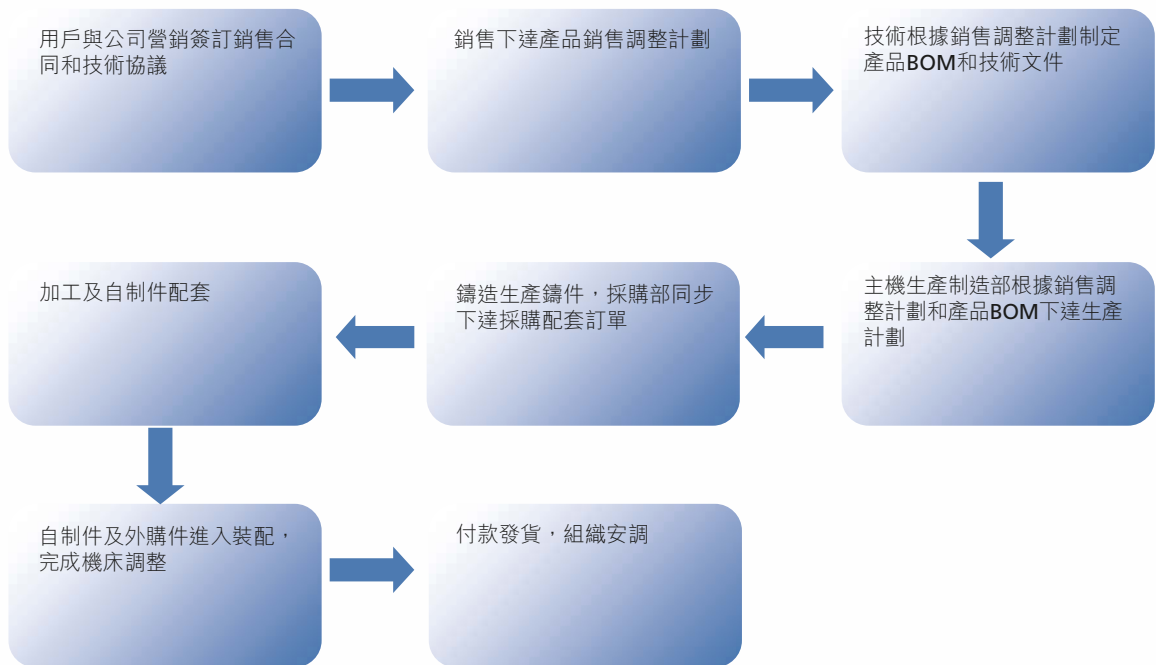 用戶與公司營銷簽訂銷售合
同和技術協議
銷售下達產品銷售調整計劃
技術根據銷售調整計劃制定
產品BOM和技術文件
主機生產制造部根據銷售調
整計劃和產品BOM下達生產
計劃
鑄造生產鑄件，採購部同步
下達採購配套訂單
加工及自制件配套
自制件及外購件進入裝配，
完成機床調整
付款發貨，組織安調